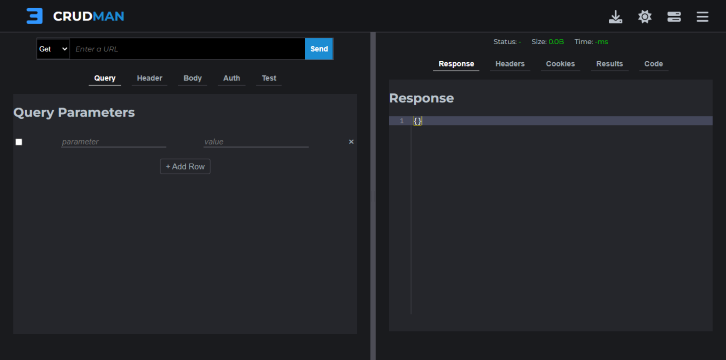 CRUDMAN
Get Enter a URL Send
Status: - Size: 0.0B Time: -ms
Query Header Body Auth Test
Response Headers Cookies Results Code
Query Parameters
parameter value ×
+ Add Row
Response
1 {}